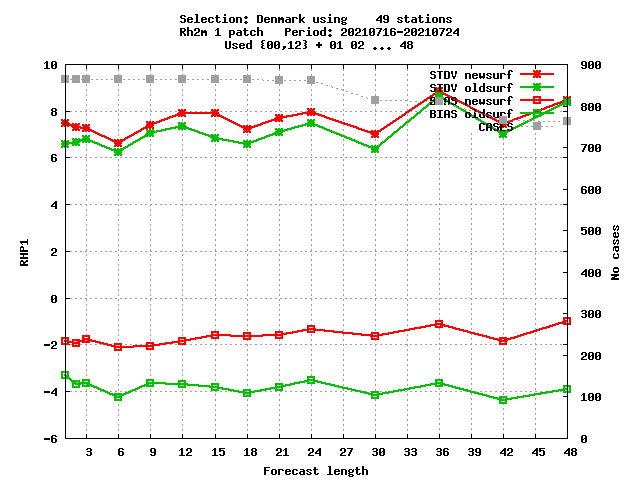 Selection: Denmark using 49 stations
Rh2m 1 patch Period: 20210716-20210724
Used {00,12} + 01 02 ... 48
10
8
6
4
2
0
-2
-4
-6
900
800
700
600
500
400
300
200
100
0
RHP1
No cases
STDV newsurf
STDV oldsurf
BIAS newsurf
BIAS oldsurf
CASES
3 6 9 12 15 18 21 24 27 30 33 36 39 42 45 48
Forecast length